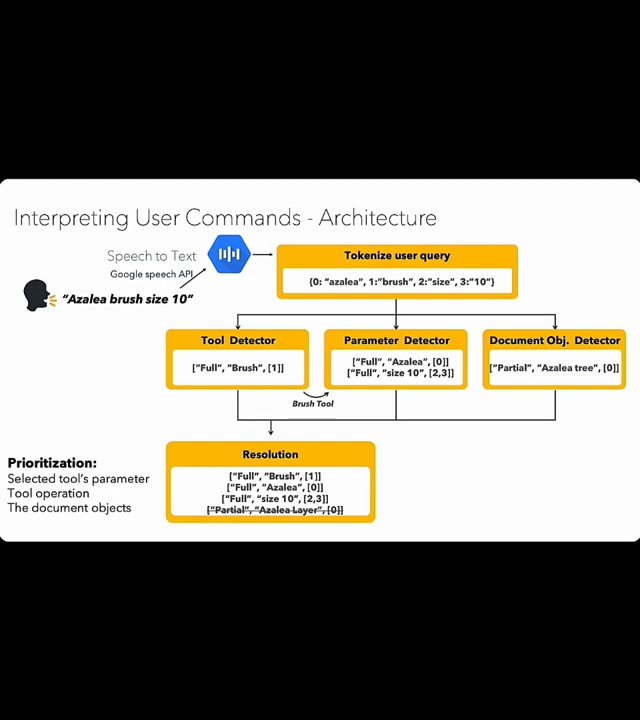 Interpreting User Commands - Architecture
Speech to Text
Google speech API
"Azalea brush size 10"
Tokenize user query
{0: "azalea", 1:"brush", 2:"size", 3:"10"}
Tool Detector
["Full", "Brush", [1]]
Parameter Detector
["Full", "Azalea", [0]]
["Full", "size 10", [2,3]]
Document Obj. Detector
["Partial", "Azalea tree", [0]]
Brush Tool
Prioritization:
Selected tool's parameter
Tool operation
The document objects
Resolution
["Full", "Brush", [1]]
["Full", "Azalea", [0]]
["Full", "size 10", [2,3]]
["Partial", "Azalea Layer", [0]]